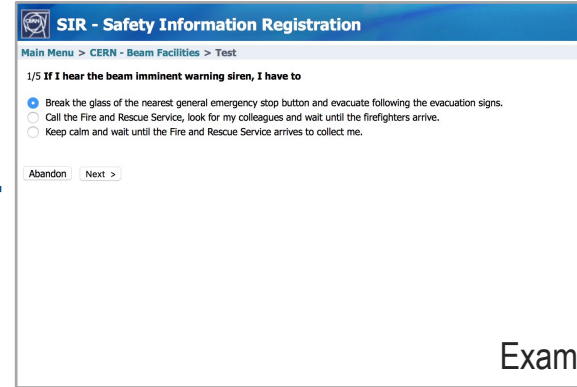 CERN
SIR - Safety Information Registration
Main Menu > CERN - Beam Facilities > Test
1/5 If I hear the beam imminent warning siren, I have to
Break the glass of the nearest general emergency stop button and evacuate following the evacuation signs.
Call the Fire and Rescue Service, look for my colleagues and wait until the firefighters arrive.
Keep calm and wait until the Fire and Rescue Service arrives to collect me.
Abandon Next >
Exam